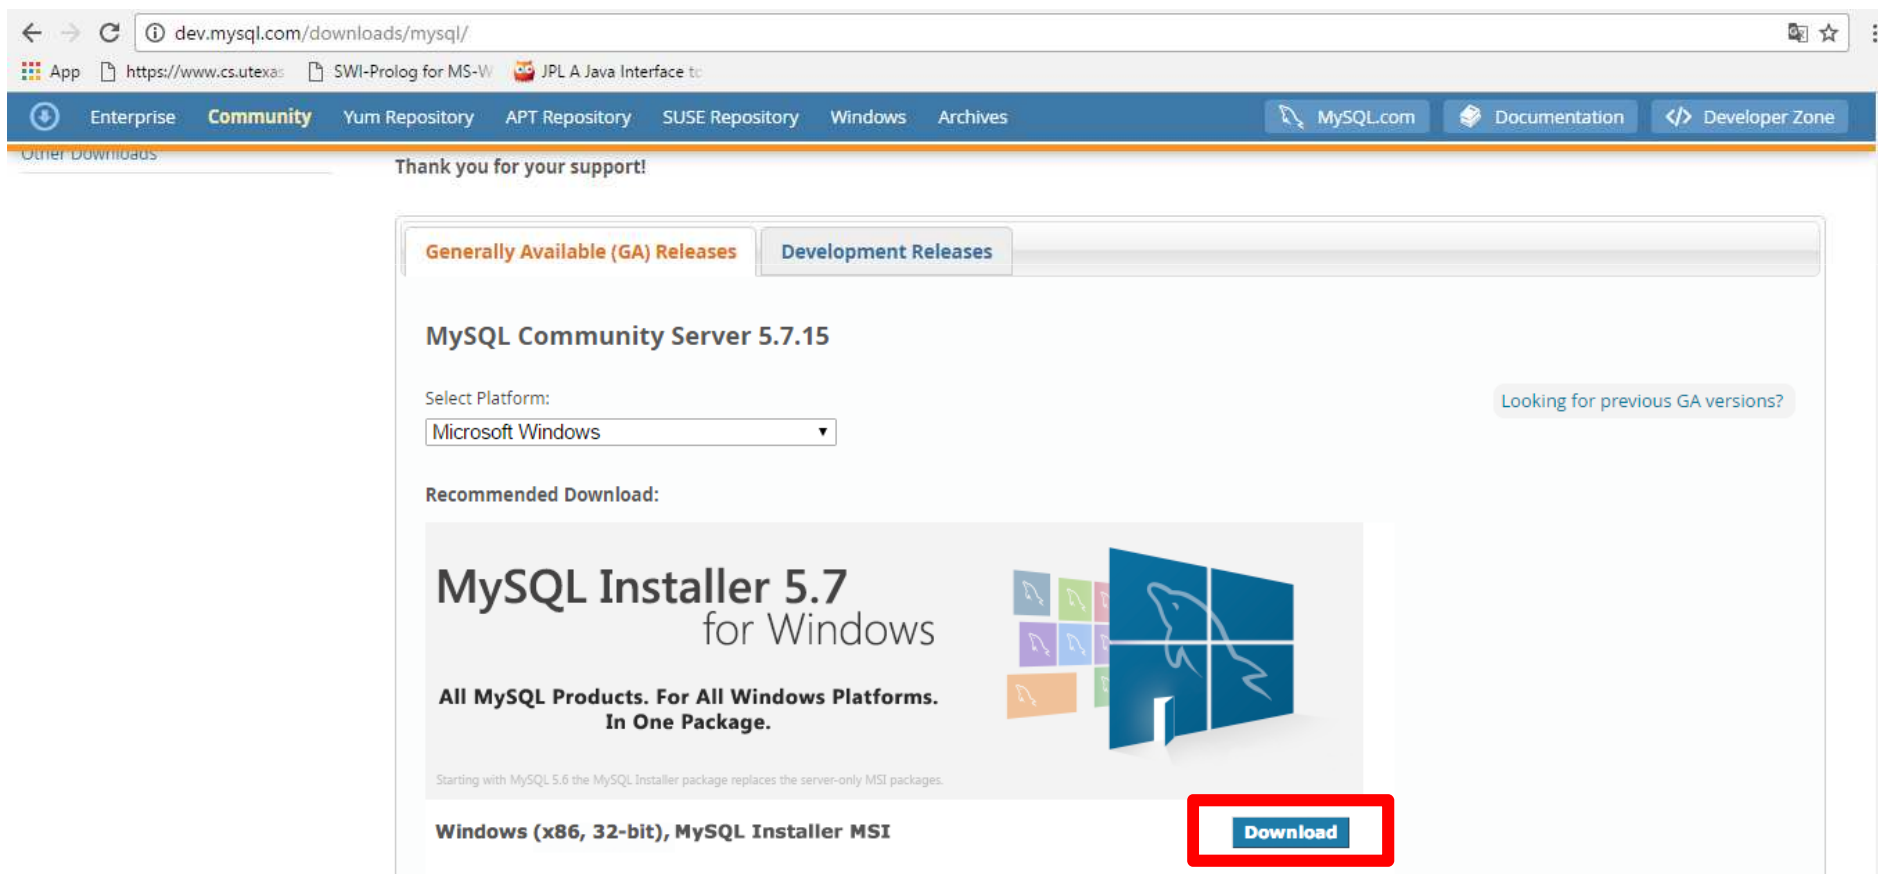 dev.mysql.com/downloads/mysql/
App https://www.cs.utexas SWI-Prolog for MS-W JPL A Java Interface to
Enterprise Community Yum Repository APT Repository SUSE Repository Windows Archives MySQL.com Documentation </> Developer Zone
Other Downloads
Thank you for your support!
Generally Available (GA) Releases Development Releases
MySQL Community Server 5.7.15
Select Platform:
Looking for previous GA versions?
Microsoft Windows
Recommended Download:
MySQL Installer 5.7
for Windows
All MySQL Products. For All Windows Platforms.
In One Package.
Starting with MySQL 5.6 the MySQL Installer package replaces the server-only MSI packages.
Windows (x86, 32-bit), MySQL Installer MSI Download